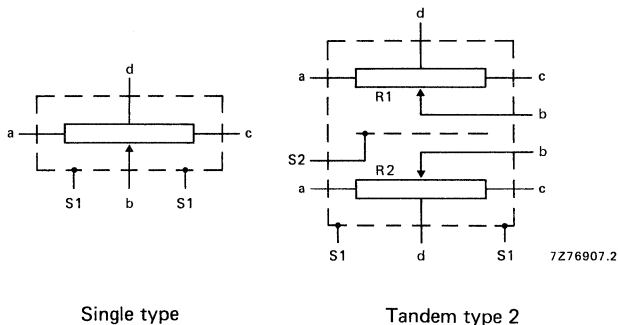 d
a
c
S1
b
S1
d
a
c
R1
b
S2
b
R2
a
c
S1
d
S1
7Z76907.2
Single type
Tandem type 2